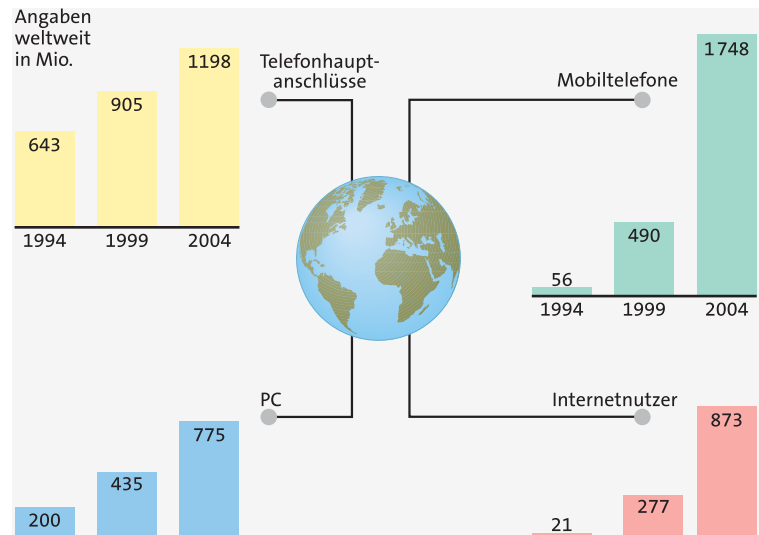 Angaben
weltweit
in Mio.
643
905
1198
1994 1999 2004
Telefonhaupt-
anschlüsse
Mobiltelefone
56
490
1748
1994 1999 2004
PC
200
435
775
Internetnutzer
21
277
873